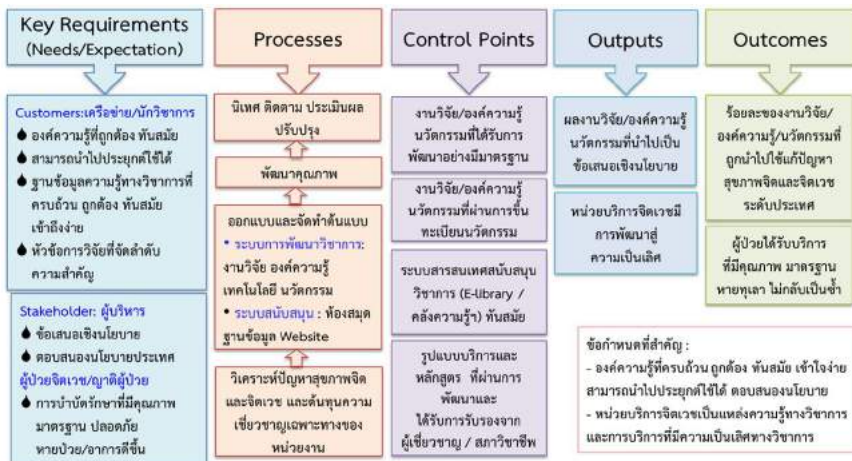 Key Requirements
(Needs/Expectation)
Customers:เครือข่าย/นักวิชาการ
องค์ความรู้ที่ถูกต้อง ทันสมัย
สามารถนำไปประยุกต์ใช้ได้
ฐานข้อมูลความรู้ทางวิชาการที่
ครบถ้วน ถูกต้อง ทันสมัย
เข้าถึงง่าย
หัวข้อการวิจัยที่จัดลำดับ
ความสำคัญ
Stakeholder: ผู้บริหาร
ข้อเสนอเชิงนโยบาย
ตอบสนองนโยบายประเทศ
ผู้ป่วยจิตเวช/ญาติผู้ป่วย
การบำบัดรักษาที่มีคุณภาพ
มาตรฐาน ปลอดภัย
หายป่วย/อาการดีขึ้น
Processes
นิเทศ ติดตาม ประเมินผล
ปรับปรุง
พัฒนาคุณภาพ
ออกแบบและจัดทำต้นแบบ
* ระบบการพัฒนาวิชาการ:
งานวิจัย องค์ความรู้
เทคโนโลยี นวัตกรรม
* ระบบสนับสนุน : ห้องสมุด
ฐานข้อมูล Website
วิเคราะห์ปัญหาสุขภาพจิต
และจิตเวช และค้นทุนความ
เชี่ยวชาญเฉพาะทางของ
หน่วยงาน
Control Points
งานวิจัย/องค์ความรู้
นวัตกรรมที่ได้รับการ
พัฒนาอย่างมีมาตรฐาน
งานวิจัย/องค์ความรู้
นวัตกรรมที่ผ่านการขึ้น
ทะเบียนนวัตกรรม
ระบบสารสนเทศสนับสนุน
วิชาการ (E-library /
คลังความรู้ฯ) ทันสมัย
รูปแบบบริการและ
หลักสูตร ที่ผ่านการ
พัฒนาและ
ได้รับการรับรองจาก
ผู้เชี่ยวชาญ / สภาวิชาชีพ
Outputs
ผลงานวิจัย/องค์ความรู้
นวัตกรรมที่นำไปเป็น
ข้อเสนอเชิงนโยบาย
หน่วยบริการจิตเวชมี
การพัฒนาสู่
ความเป็นเลิศ
Outcomes
ร้อยละของงานวิจัย/
องค์ความรู้/นวัตกรรมที่
ถูกนำไปใช้แก้ปัญหา
สุขภาพจิตและจิตเวช
ระดับประเทศ
ผู้ป่วยได้รับบริการ
ที่มีคุณภาพ มาตรฐาน
หายทุเลา ไม่กลับเป็นซ้ำ
ข้อกำหนดที่สำคัญ :
- องค์ความรู้ที่ครบถ้วน ถูกต้อง ทันสมัย เข้าใจง่าย
สามารถนำไปประยุกต์ใช้ได้ ตอบสนองนโยบาย
- หน่วยบริการจิตเวชเป็นแหล่งความรู้ทางวิชาการ
และการบริการที่มีความเป็นเลิศทางวิชาการ